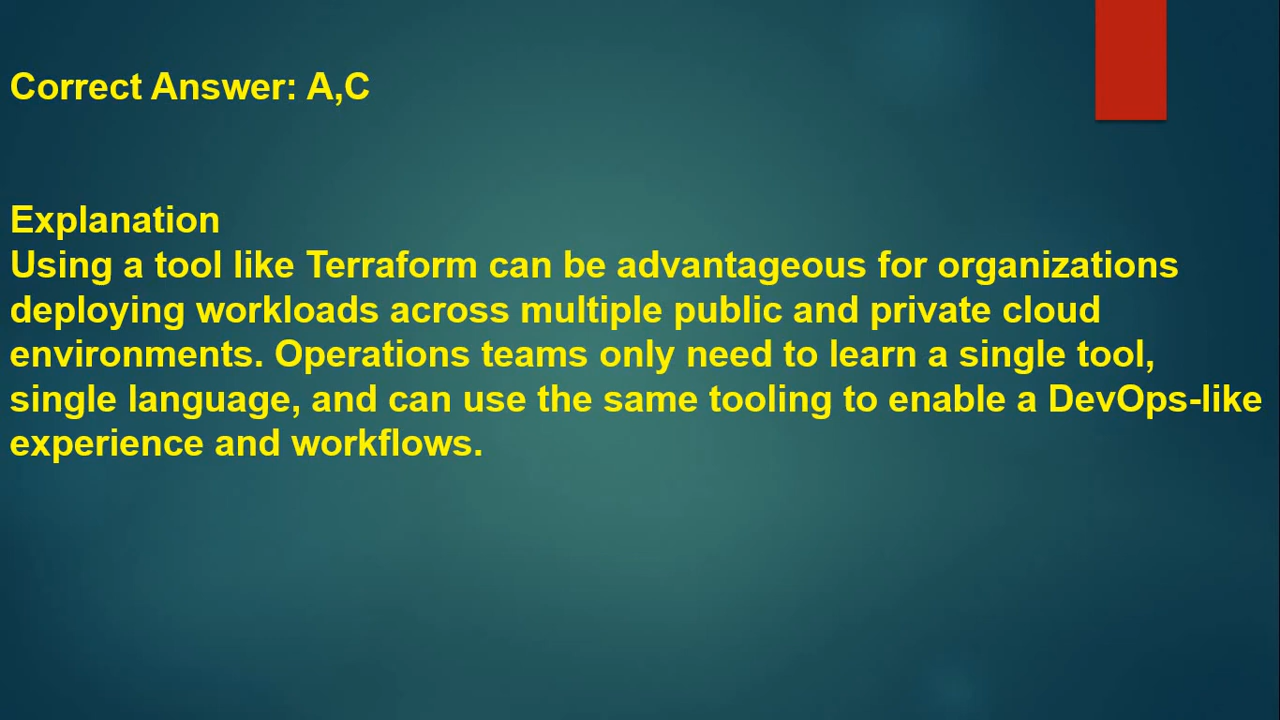 Correct Answer: A,C
Explanation
Using a tool like Terraform can be advantageous for organizations
deploying workloads across multiple public and private cloud
environments. Operations teams only need to learn a single tool,
single language, and can use the same tooling to enable a DevOps-like
experience and workflows.